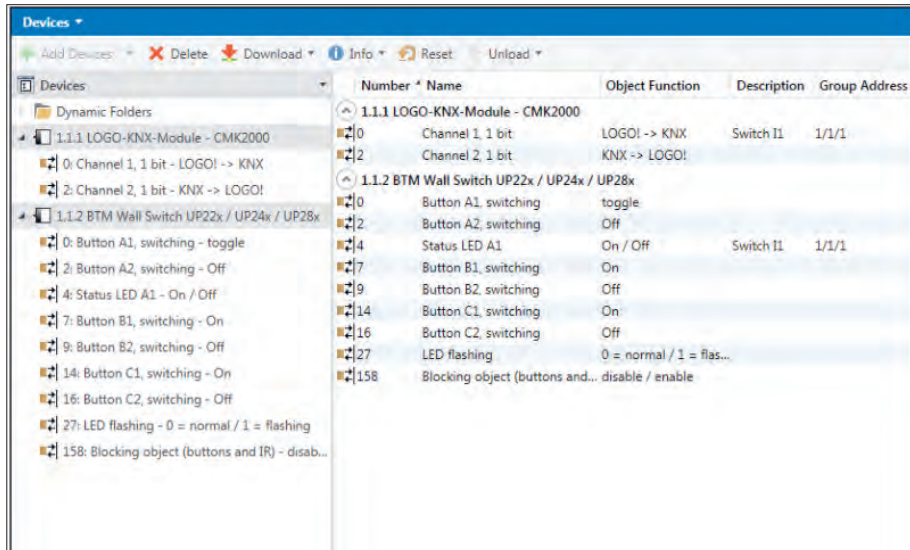 Devices
Add Devices Delete Download Info Reset Unload
Devices
Dynamic Folders
1.1.1 LOGO-KNX-Module - CMK2000
0: Channel 1, 1 bit - LOGO! -> KNX
2: Channel 2, 1 bit - KNX -> LOGO!
1.1.2 BTM Wall Switch UP22x / UP24x / UP28x
0: Button A1, switching - toggle
2: Button A2, switching - Off
4: Status LED A1 - On / Off
7: Button B1, switching - On
9: Button B2, switching - Off
14: Button C1, switching - On
16: Button C2, switching - Off
27: LED flashing - 0 = normal / 1 = flashing
158: Blocking object (buttons and IR) - disab...
Number Name Object Function Description Group Address
1.1.1 LOGO-KNX-Module - CMK2000
0 Channel 1, 1 bit LOGO! -> KNX Switch I1 1/1/1
2 Channel 2, 1 bit KNX -> LOGO!
1.1.2 BTM Wall Switch UP22x / UP24x / UP28x
0 Button A1, switching toggle
2 Button A2, switching Off
4 Status LED A1 On / Off Switch I1 1/1/1
7 Button B1, switching On
9 Button B2, switching Off
14 Button C1, switching On
16 Button C2, switching Off
27 LED flashing 0 = normal / 1 = flas...
158 Blocking object (buttons and... disable / enable